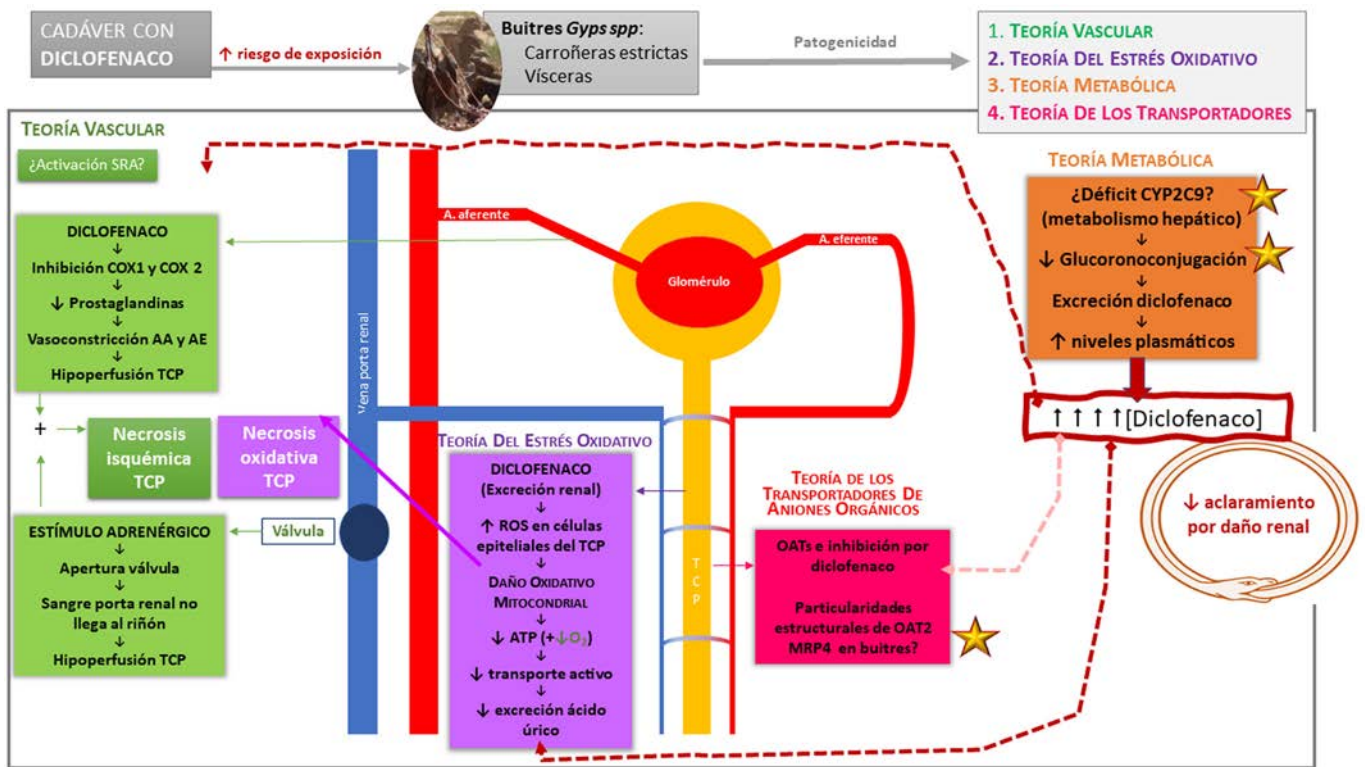 CADÁVER CON
DICLOFENACO
↑ riesgo de exposición
Buitres Gyps spp:
Carroñeras estrictas
Vísceras
Patogenicidad
1. TEORÍA VASCULAR
2. TEORÍA DEL ESTRÉS OXIDATIVO
3. TEORÍA METABÓLICA
4. TEORÍA DE LOS TRANSPORTADORES
TEORÍA VASCULAR
¿Activación SRA?
DICLOFENACO
↓
Inhibición COX1 y COX 2
↓
↓ Prostaglandinas
↓
Vasoconstricción AA y AE
↓
Hipoperfusión TCP
+
Necrosis
isquémica
TCP
Necrosis
oxidativa
TCP
ESTÍMULO ADRENÉRGICO
↓
Apertura válvula
↓
Sangre porta renal no
llega al riñón
↓
Hipoperfusión TCP
Válvula
Vena porta renal
A. aferente
Glomérulo
A. eferente
TEORÍA DEL ESTRÉS OXIDATIVO
DICLOFENACO
(Excreción renal)
↓
↑ ROS en células
epiteliales del TCP
↓
DAÑO OXIDATIVO
MITOCONDRIAL
↓
↓ ATP (+↓O₂)
↓
↓ transporte activo
↓
↓ excreción ácido
úrico
T
C
P
TEORÍA DE LOS
TRANSPORTADORES DE
ANIONES ORGÁNICOS
OATs e inhibición por
diclofenaco
Particularidades
estructurales de OAT2
MRP4 en buitres?
TEORÍA METABÓLICA
¿Déficit CYP2C9?
(metabolismo hepático)
↓
↓ Glucoronoconjugación
↓
Excreción diclofenaco
↓
↑ niveles plasmáticos
↑ ↑ ↑ ↑[Diclofenaco]
↓ aclaramiento
por daño renal